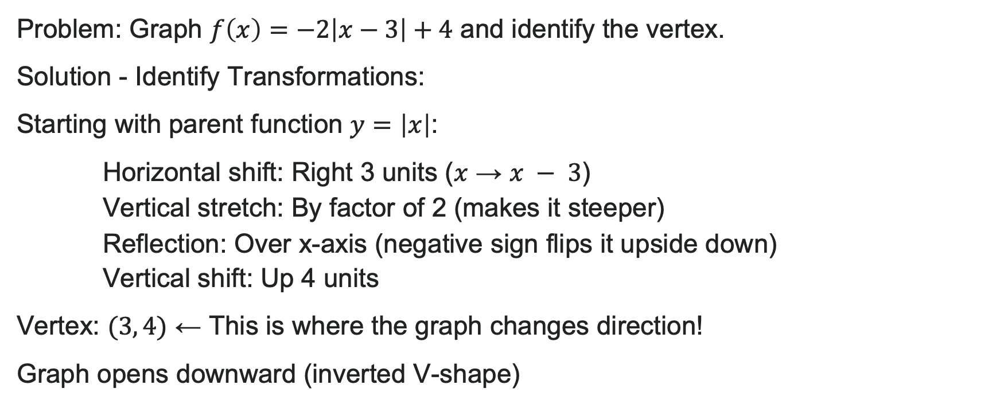 Problem: Graph f(x) = −2|x − 3| + 4 and identify the vertex.
Solution - Identify Transformations:
Starting with parent function y = |x|:
Horizontal shift: Right 3 units (x → x − 3)
Vertical stretch: By factor of 2 (makes it steeper)
Reflection: Over x-axis (negative sign flips it upside down)
Vertical shift: Up 4 units
Vertex: (3, 4) ← This is where the graph changes direction!
Graph opens downward (inverted V-shape)